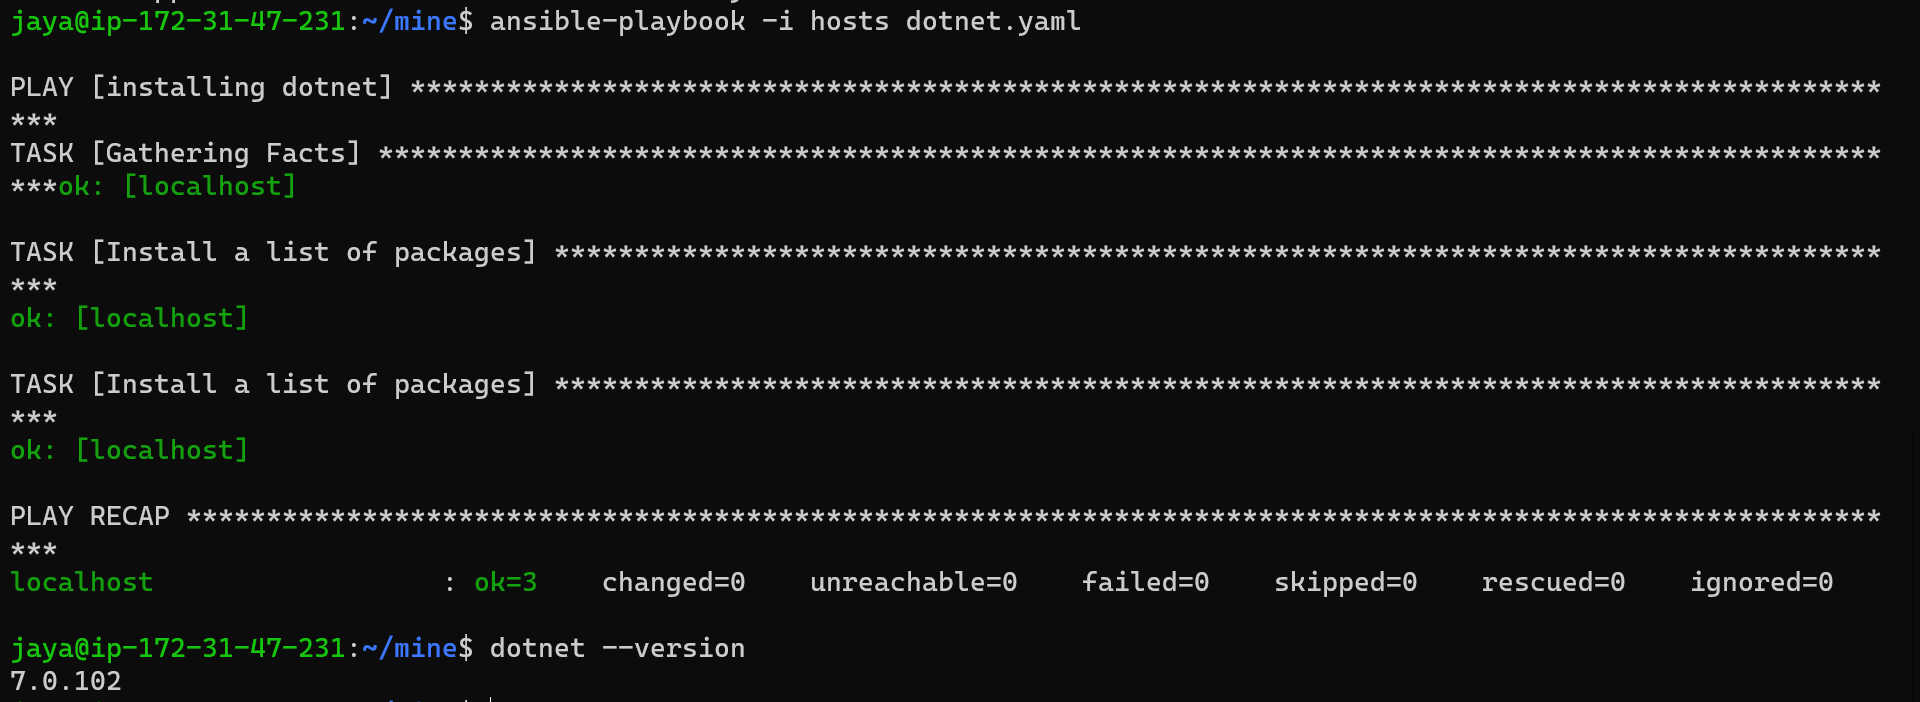 jaya@ip-172-31-47-231:~/mine$ ansible-playbook -i hosts dotnet.yaml
PLAY [installing dotnet] ********************************************************************************************
***
TASK [Gathering Facts] **********************************************************************************************
***ok: [localhost]
TASK [Install a list of packages] ***********************************************************************************
***
ok: [localhost]
TASK [Install a list of packages] ***********************************************************************************
***
ok: [localhost]
PLAY RECAP **********************************************************************************************************
***
localhost                  : ok=3    changed=0    unreachable=0    failed=0    skipped=0    rescued=0    ignored=0
jaya@ip-172-31-47-231:~/mine$ dotnet --version
7.0.102